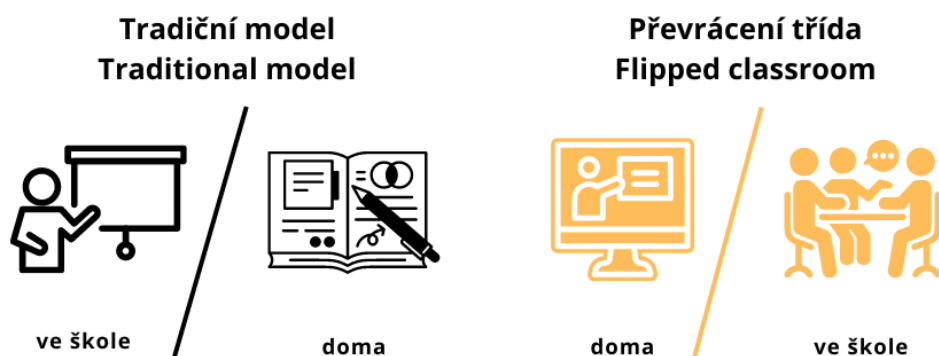 Tradiční model
Traditional model
Převrácení třída
Flipped classroom
ve škole
doma
doma
ve škole